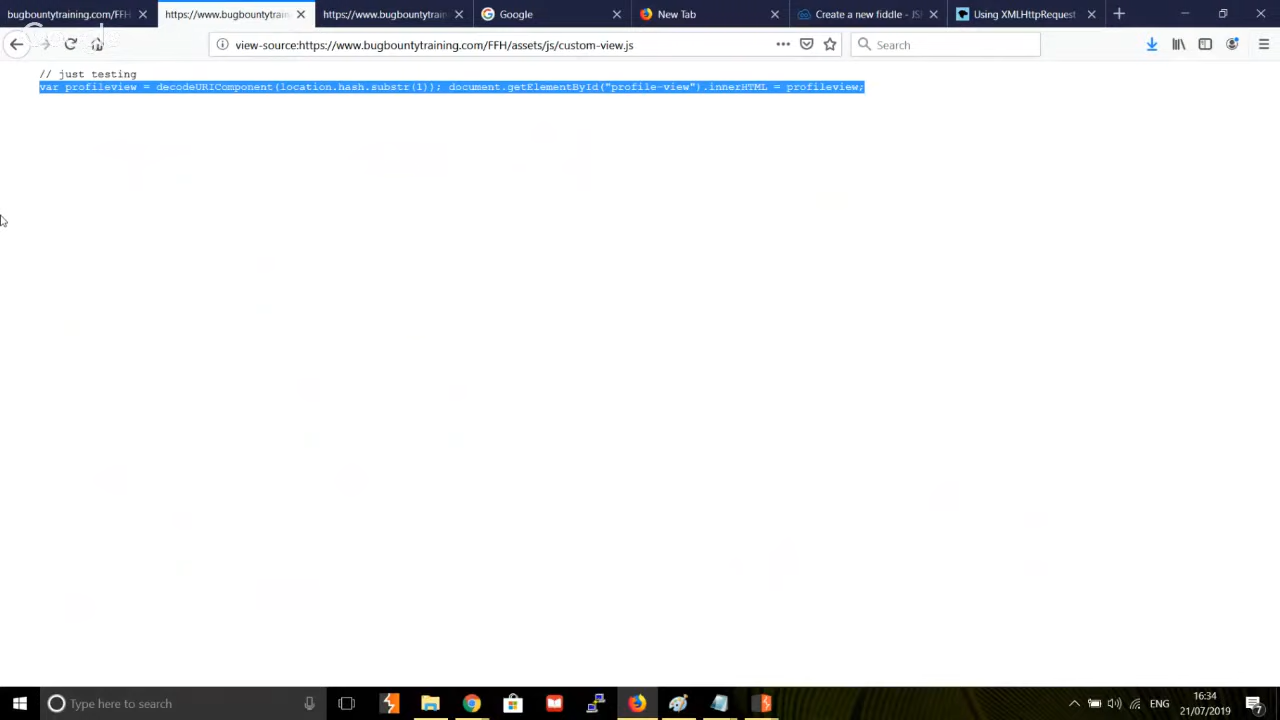 bugbountytraining.com/FFH
https://www.bugbountytrain
https://www.bugbountytrain
Google
New Tab
Create a new fiddle - JSF
Using XMLHttpRequest
view-source:https://www.bugbountytraining.com/FFH/assets/js/custom-view.js
Search
// just testing
var profileview = decodeURIComponent(location.hash.substr(1)); document.getElementById("profile-view").innerHTML = profileview;
Type here to search
ENG
16:34
21/07/2019
7